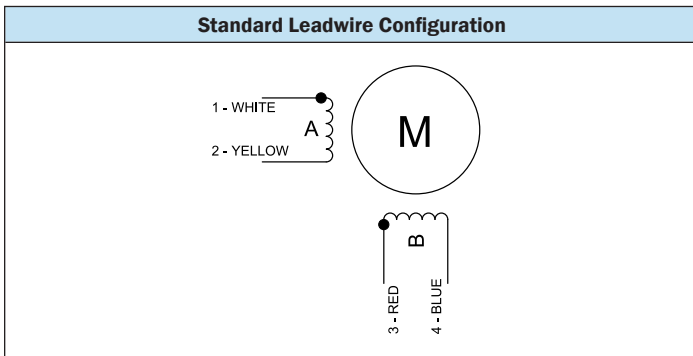 Standard Leadwire Configuration
1 - WHITE
A
2 - YELLOW
M
B
3 - RED
4 - BLUE